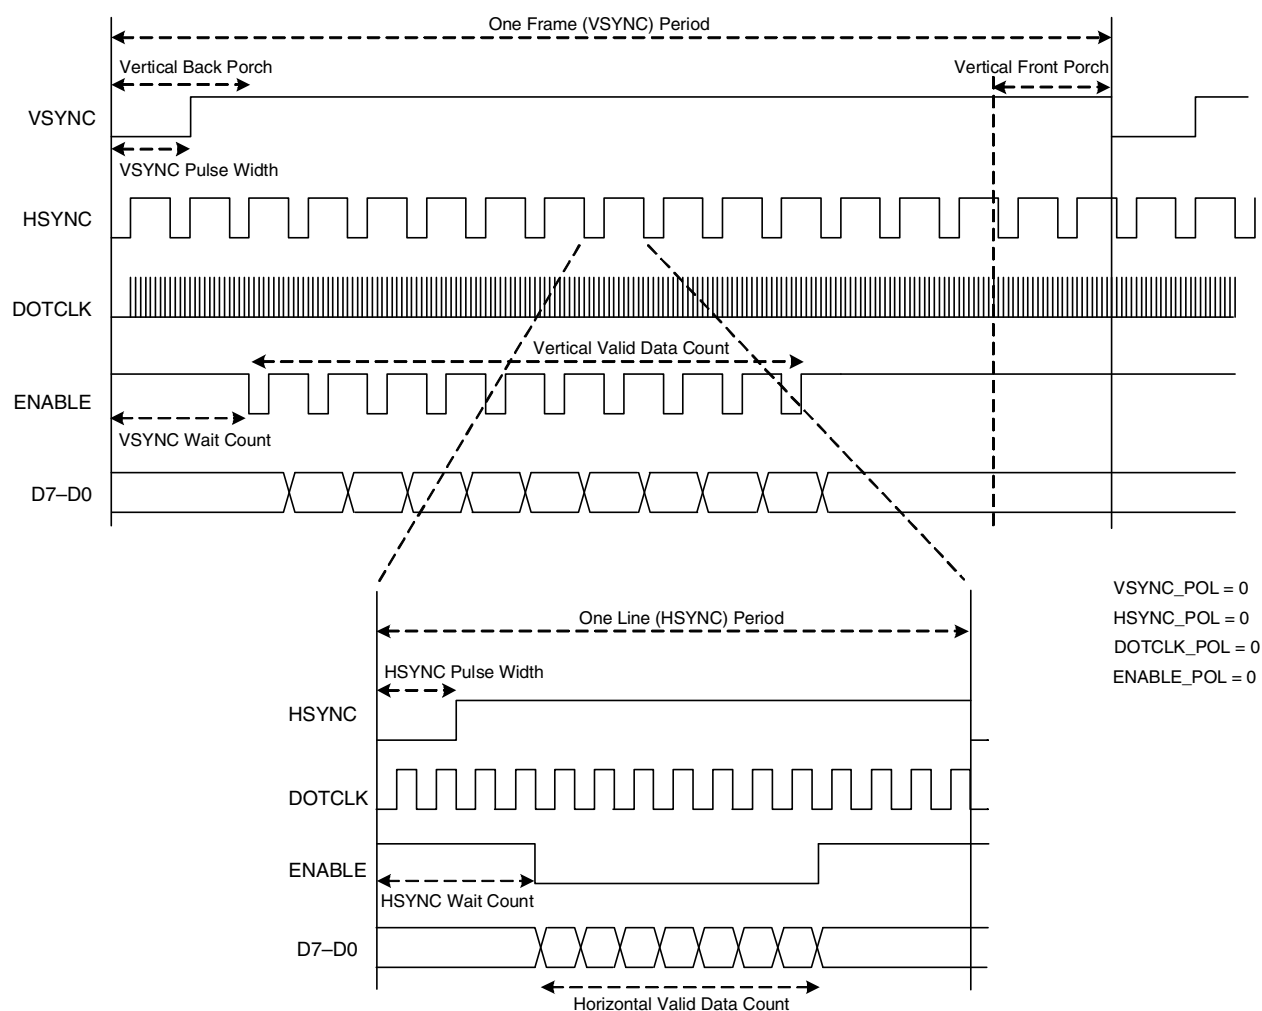 One Frame (VSYNC) Period
Vertical Back Porch
Vertical Front Porch
VSYNC
VSYNC Pulse Width
HSYNC
DOTCLK
Vertical Valid Data Count
ENABLE
VSYNC Wait Count
D7–D0
VSYNC_POL = 0
HSYNC_POL = 0
DOTCLK_POL = 0
ENABLE_POL = 0
One Line (HSYNC) Period
HSYNC Pulse Width
HSYNC
DOTCLK
ENABLE
HSYNC Wait Count
D7–D0
Horizontal Valid Data Count